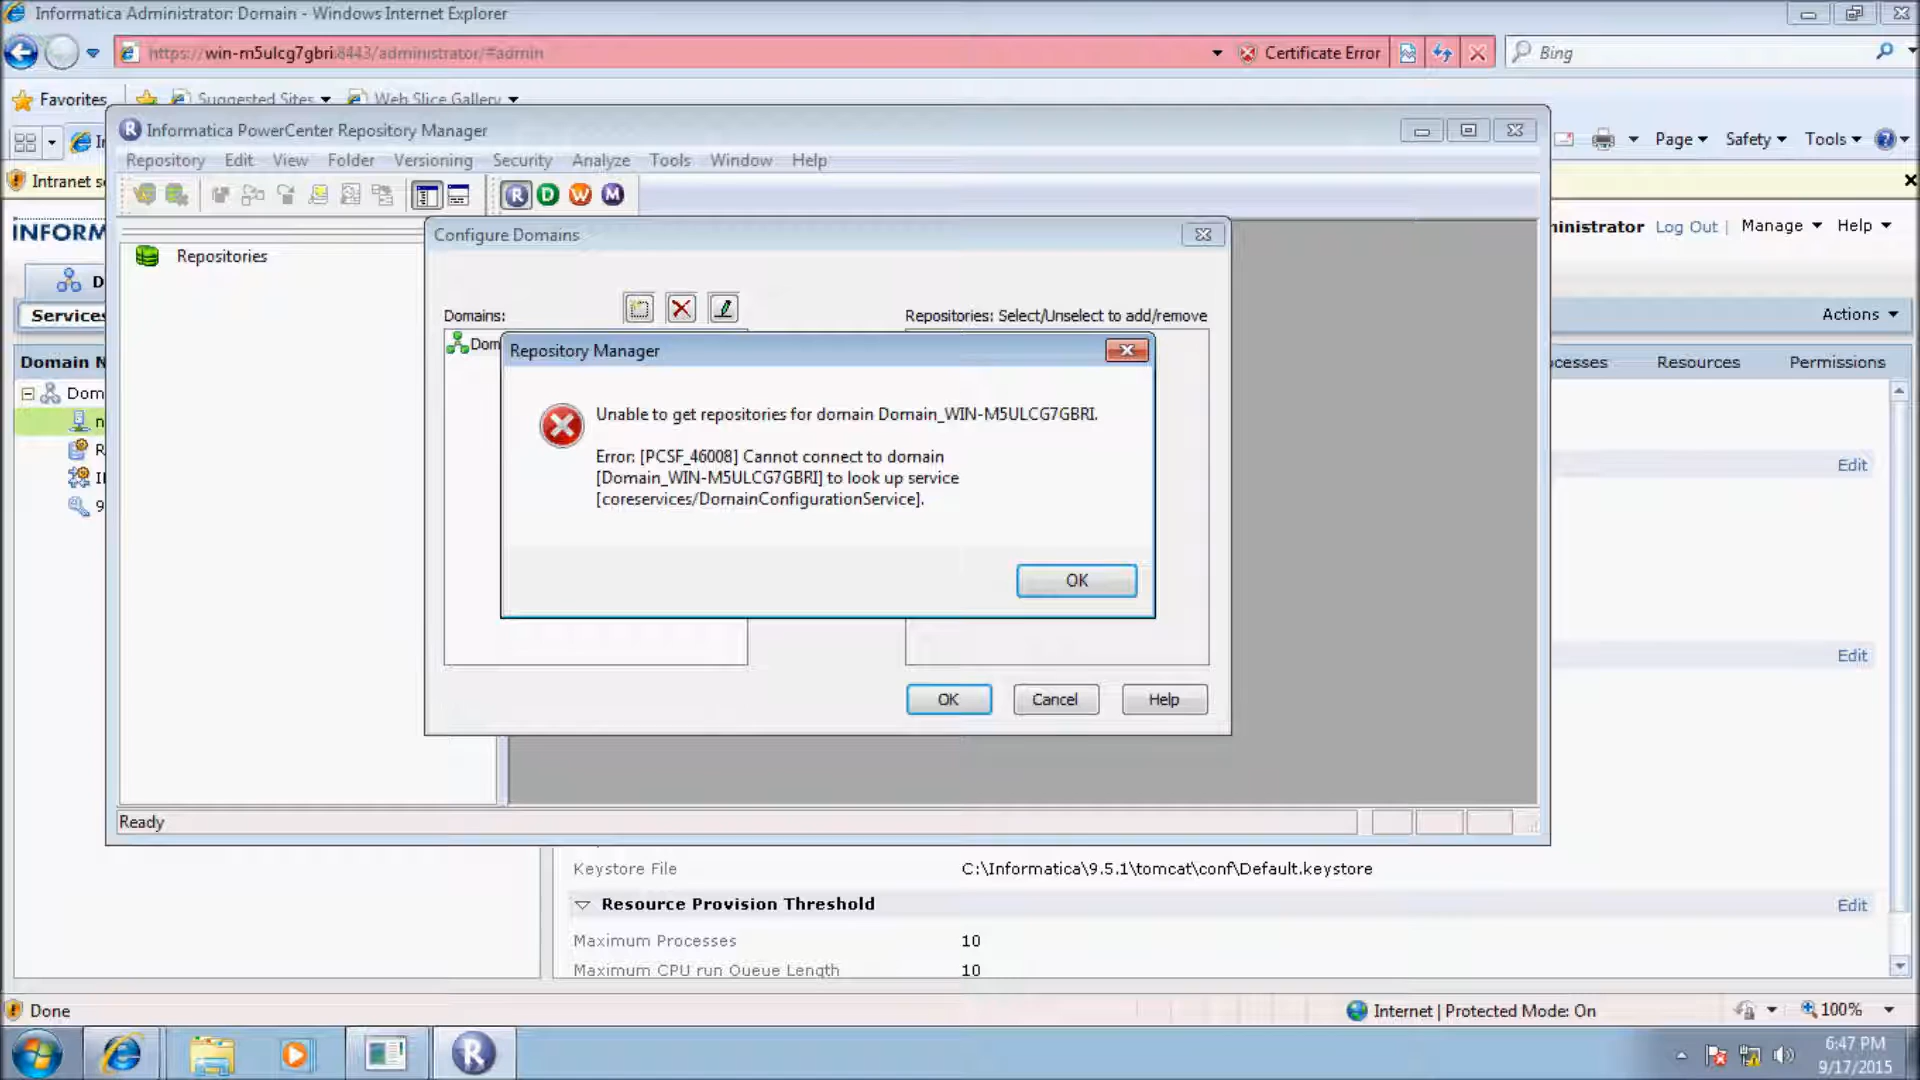 Informatica Administrator: Domain - Windows Internet Explorer
https://win-m5ulcg7gbri:8443/administrator/#admin
Certificate Error
Bing
Favorites
Suggested Sites
Web Slice Gallery
Informatica PowerCenter Repository Manager
Page
Safety
Tools
Repository Edit View Folder Versioning Security Analyze Tools Window Help
Intranet
R D W M
INFORM
inistrator
Log Out
Manage
Help
Configure Domains
Repositories
D
Services
Actions
Domains:
Repositories: Select/Unselect to add/remove
Dom
Repository Manager
Domain N
cesses
Resources
Permissions
Dom
n
R
I
9
Unable to get repositories for domain Domain_WIN-M5ULCG7GBRI.
Error: [PCSF_46008] Cannot connect to domain
[Domain_WIN-M5ULCG7GBRI] to look up service
[coreservices/DomainConfigurationService].
Edit
OK
Edit
OK
Cancel
Help
Ready
Keystore File
C:\Informatica\9.5.1\tomcat\conf\Default.keystore
Resource Provision Threshold
Edit
Maximum Processes
10
Maximum CPU run Queue Length
10
Done
Internet | Protected Mode: On
100%
R
6:47 PM
9/17/2015